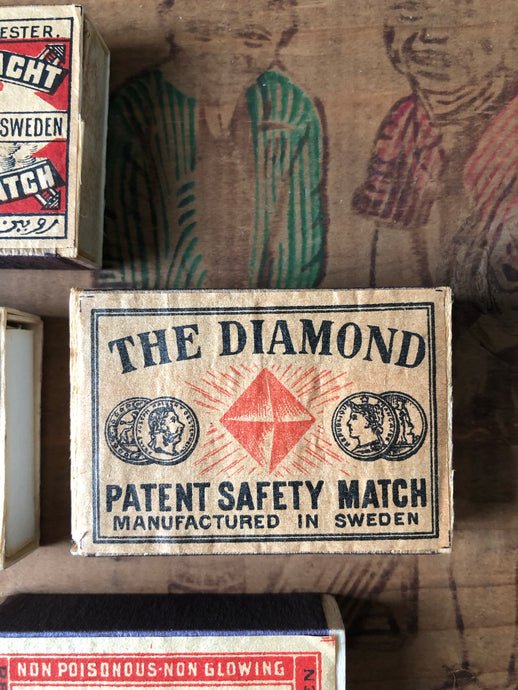 ESTER.
ACHT
SWEDEN
ATCH
THE DIAMOND
PATENT SAFETY MATCH
MANUFACTURED IN SWEDEN
NON POISONOUS-NON GLOWING